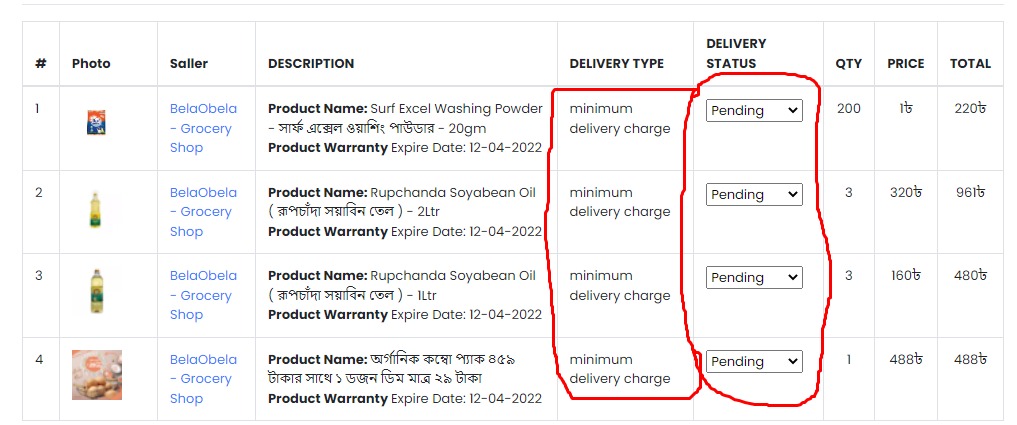 # Photo Saller DESCRIPTION DELIVERY TYPE DELIVERY STATUS QTY PRICE TOTAL
1 BelaObela Product Name: Surf Excel Washing Powder minimum Pending 200 1৳ 220৳
- Grocery - সার্ফ এক্সেল ওয়াশিং পাউডার - 20gm delivery charge
Shop Product Warranty Expire Date: 12-04-2022
2 BelaObela Product Name: Rupchanda Soyabean Oil minimum Pending 3 320৳ 961৳
- Grocery ( রূপচাঁদা সয়াবিন তেল ) - 2Ltr delivery charge
Shop Product Warranty Expire Date: 12-04-2022
3 BelaObela Product Name: Rupchanda Soyabean Oil minimum Pending 3 160৳ 480৳
- Grocery ( রূপচাঁদা সয়াবিন তেল ) - 1Ltr delivery charge
Shop Product Warranty Expire Date: 12-04-2022
4 BelaObela Product Name: অর্গানিক কম্বো প্যাক ৪৫৯ minimum Pending 1 488৳ 488৳
- Grocery টাকার সাথে ১ ডজন ডিম মাত্র ২৯ টাকা delivery charge
Shop Product Warranty Expire Date: 12-04-2022